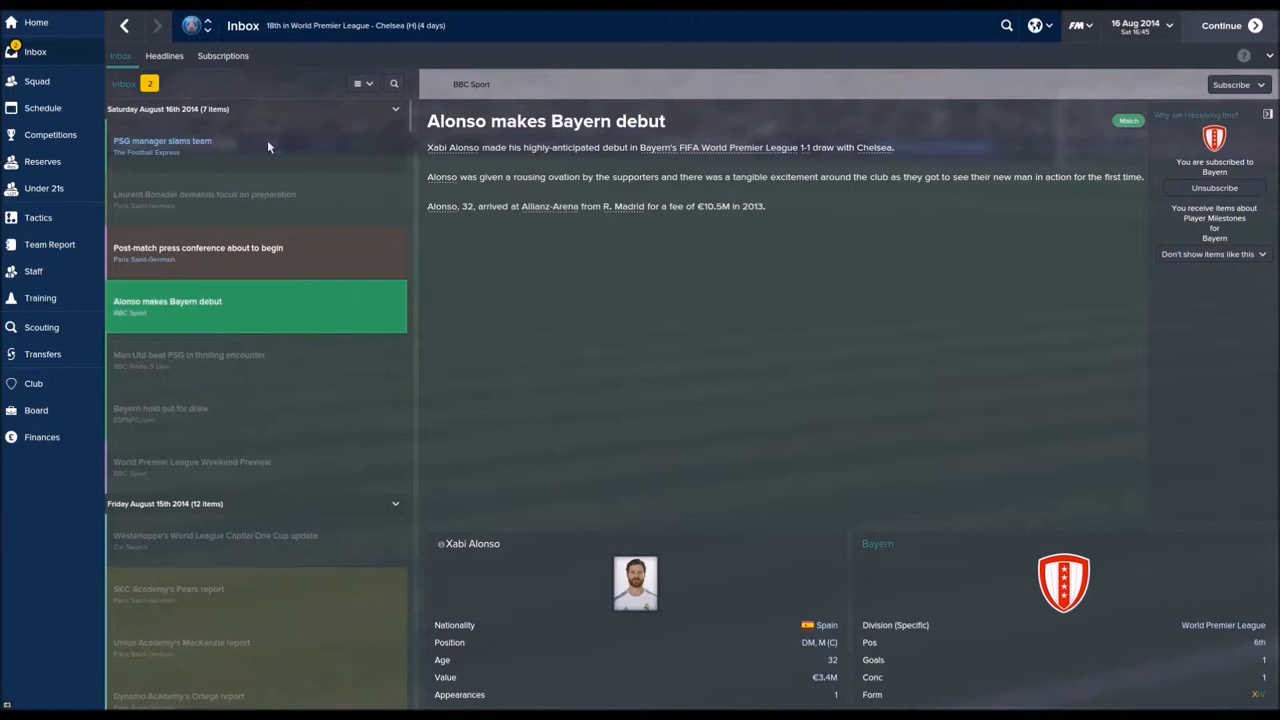 Home
Inbox
2
Squad
Schedule
Competitions
Reserves
Under 21s
Tactics
Team Report
Staff
Training
Scouting
Transfers
Club
Board
Finances
Inbox 18th in World Premier League - Chelsea (H) (4 days)
FM
16 Aug 2014
Sat 16:45
Continue
Inbox Headlines Subscriptions
Inbox 2
Saturday August 16th 2014 (7 items)
PSG manager slams team
The Football Express
Laurent Banadei demands focus on preparation
Paris Saint-Germain
Post-match press conference about to begin
Paris Saint-Germain
Alonso makes Bayern debut
BBC Sport
Man Utd beat PSG in thrilling encounter
BBC Radio 5 Live
Bayern hold out for draw
ESPNFC.com
World Premier League Weekend Preview
BBC Sport
Friday August 15th 2014 (12 items)
Westerloppe's World League Capital One Cup update
SKC Academy's Pears report
Paris Saint-Germain
Union Academy's MacKenzie report
Paris Saint-Germain
Dynamo Academy's Ortega report
BBC Sport
Subscribe
Alonso makes Bayern debut
Match
Xabi Alonso made his highly-anticipated debut in Bayern's FIFA World Premier League 1-1 draw with Chelsea.
Alonso was given a rousing ovation by the supporters and there was a tangible excitement around the club as they got to see their new man in action for the first time.
Alonso, 32, arrived at Allianz-Arena from R. Madrid for a fee of €10.5M in 2013.
Why am I receiving this?
You are subscribed to
Bayern
Unsubscribe
You receive items about
Player Milestones
for
Bayern
Don't show items like this
Xabi Alonso
Nationality Spain
Position DM, M (C)
Age 32
Value €3.4M
Appearances 1
Bayern
Division (Specific) World Premier League
Pos 6th
Goals 1
Conc 1
Form XW